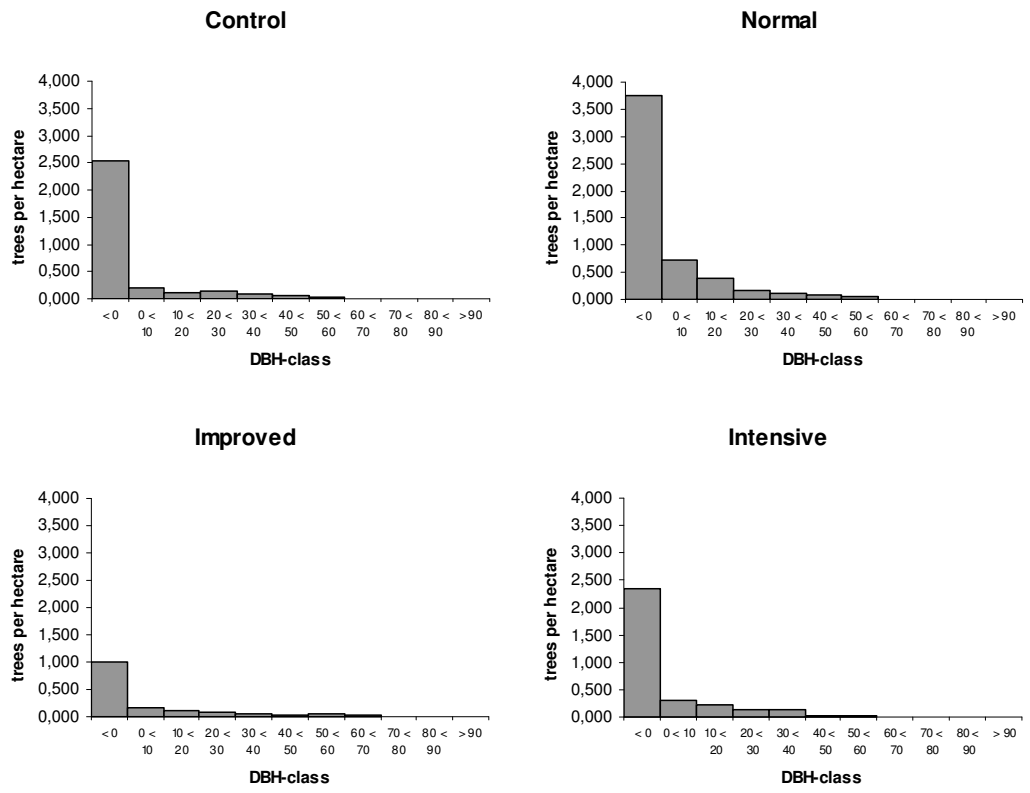 Control
4,000
3,500
3,000
2,500
2,000
1,500
1,000
0,500
0,000
trees per hectare
< 0 0 < 10 < 20 < 30 < 40 < 50 < 60 < 70 < 80 < >90
10 20 30 40 50 60 70 80 90
DBH-class
Normal
4,000
3,500
3,000
2,500
2,000
1,500
1,000
0,500
0,000
trees per hectare
< 0 0 < 10 < 20 < 30 < 40 < 50 < 60 < 70 < 80 < >90
10 20 30 40 50 60 70 80 90
DBH-class
Improved
4,000
3,500
3,000
2,500
2,000
1,500
1,000
0,500
0,000
trees per hectare
< 0 0 < 10 < 20 < 30 < 40 < 50 < 60 < 70 < 80 < >90
10 20 30 40 50 60 70 80 90
DBH-class
Intensive
4,000
3,500
3,000
2,500
2,000
1,500
1,000
0,500
0,000
trees per hectare
< 0 0 < 10 10 < 20 < 30 < 40 < 50 < 60 < 70 < 80 < > 90
< 20 30 40 50 60 70 80 90
DBH-class